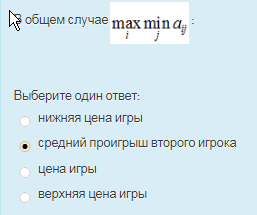 В общем случае max min a_ij :
i j
Выберите один ответ:
нижняя цена игры
средний проигрыш второго игрока
цена игры
верхняя цена игры